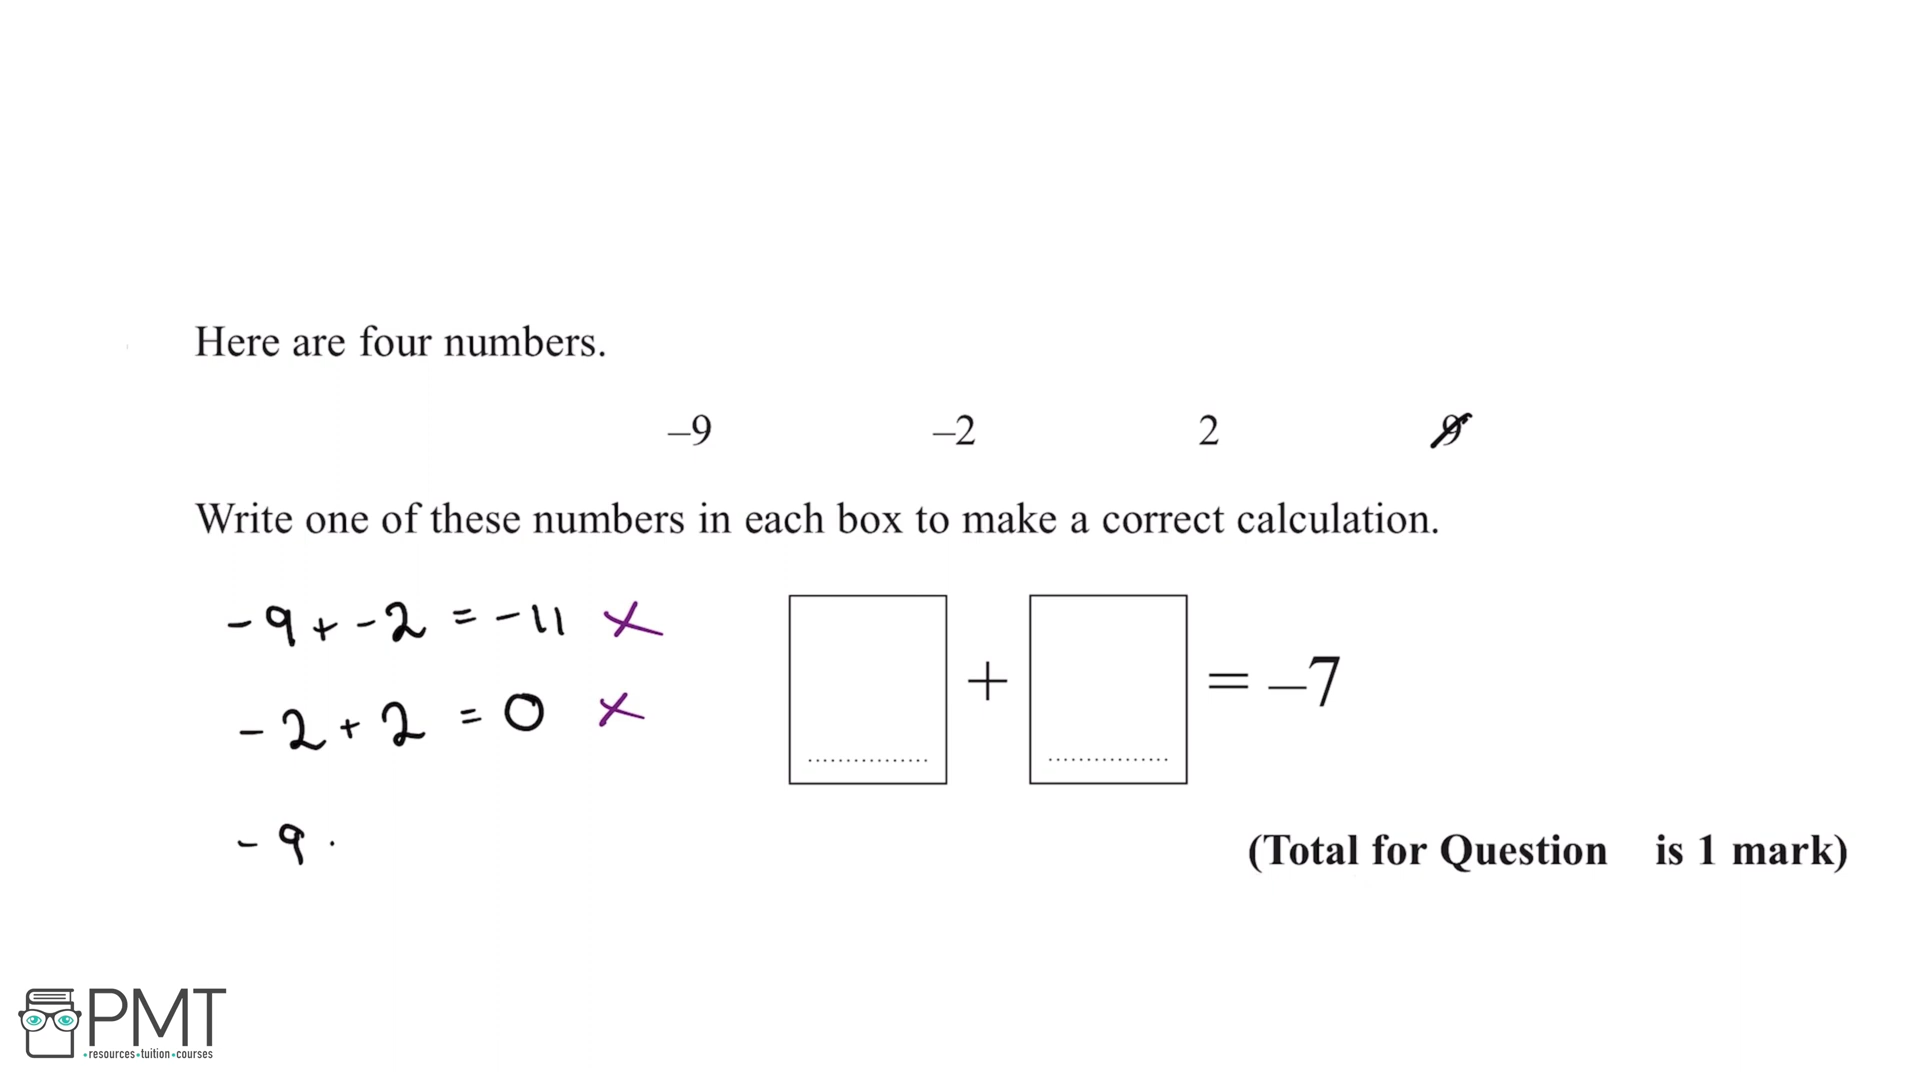 Here are four numbers.
–9 –2 2 9
Write one of these numbers in each box to make a correct calculation.
-9 + -2 = -11 ×
-2 + 2 = 0 ×
................ + ................ = –7
-9 .
(Total for Question is 1 mark)
PMT
•resources•tuition•courses